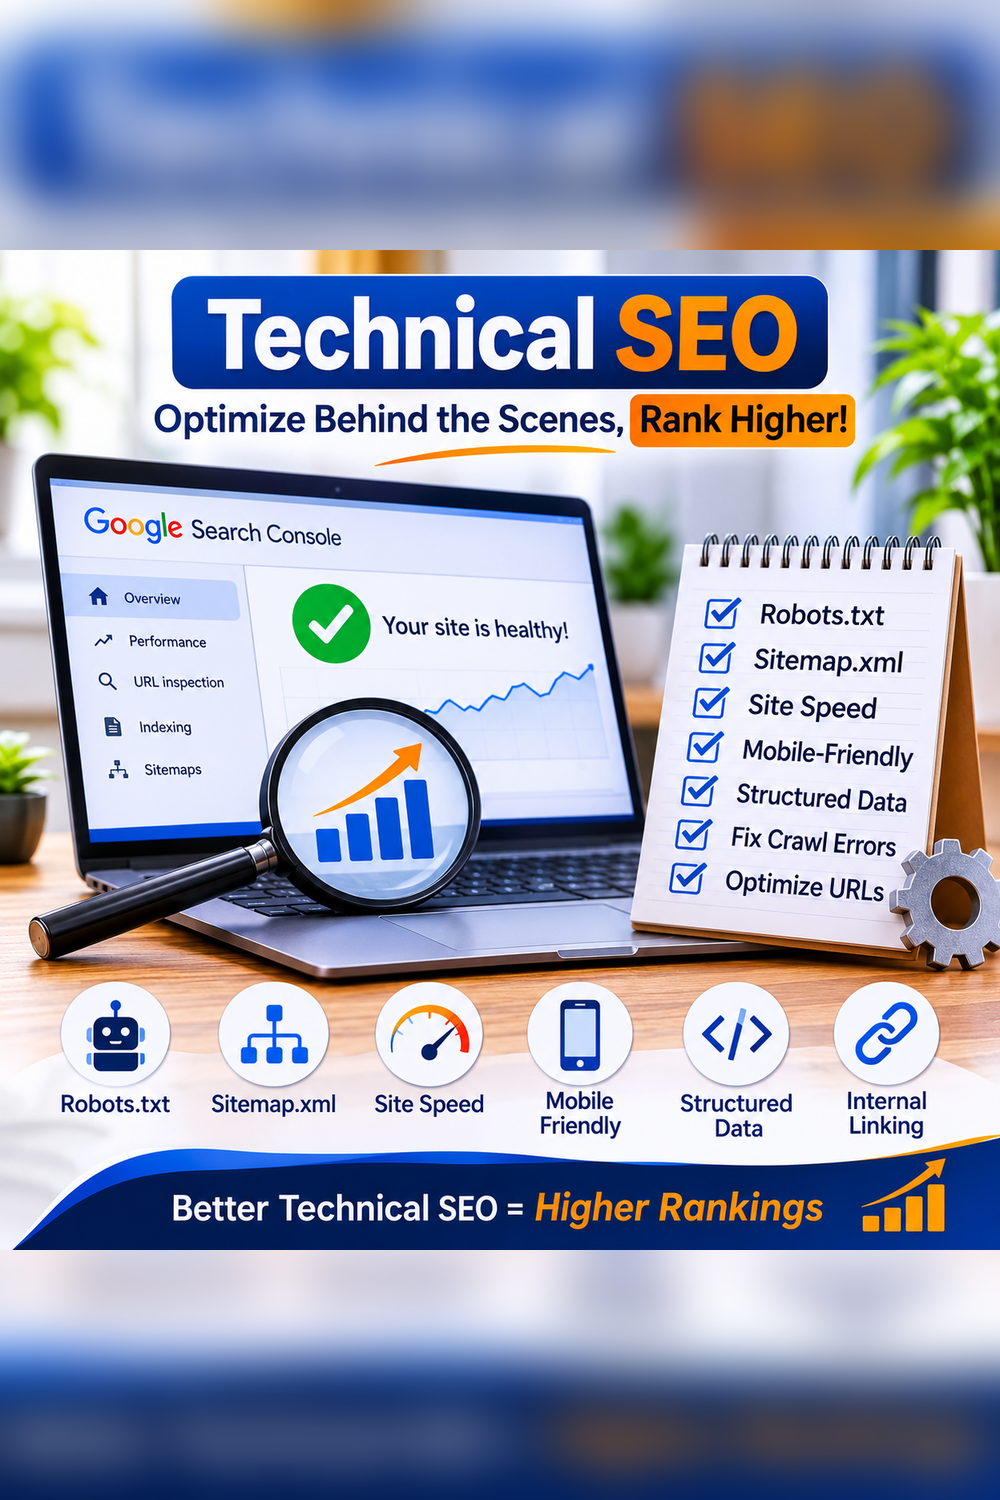 Technical SEO
Optimize Behind the Scenes, Rank Higher!
Google Search Console
Overview
Performance
URL inspection
Indexing
Sitemaps
Your site is healthy!
Robots.txt
Sitemap.xml
Site Speed
Mobile-Friendly
Structured Data
Fix Crawl Errors
Optimize URLs
Robots.txt
Sitemap.xml
Site Speed
Mobile
Friendly
Structured
Data
Internal
Linking
Better Technical SEO = Higher Rankings